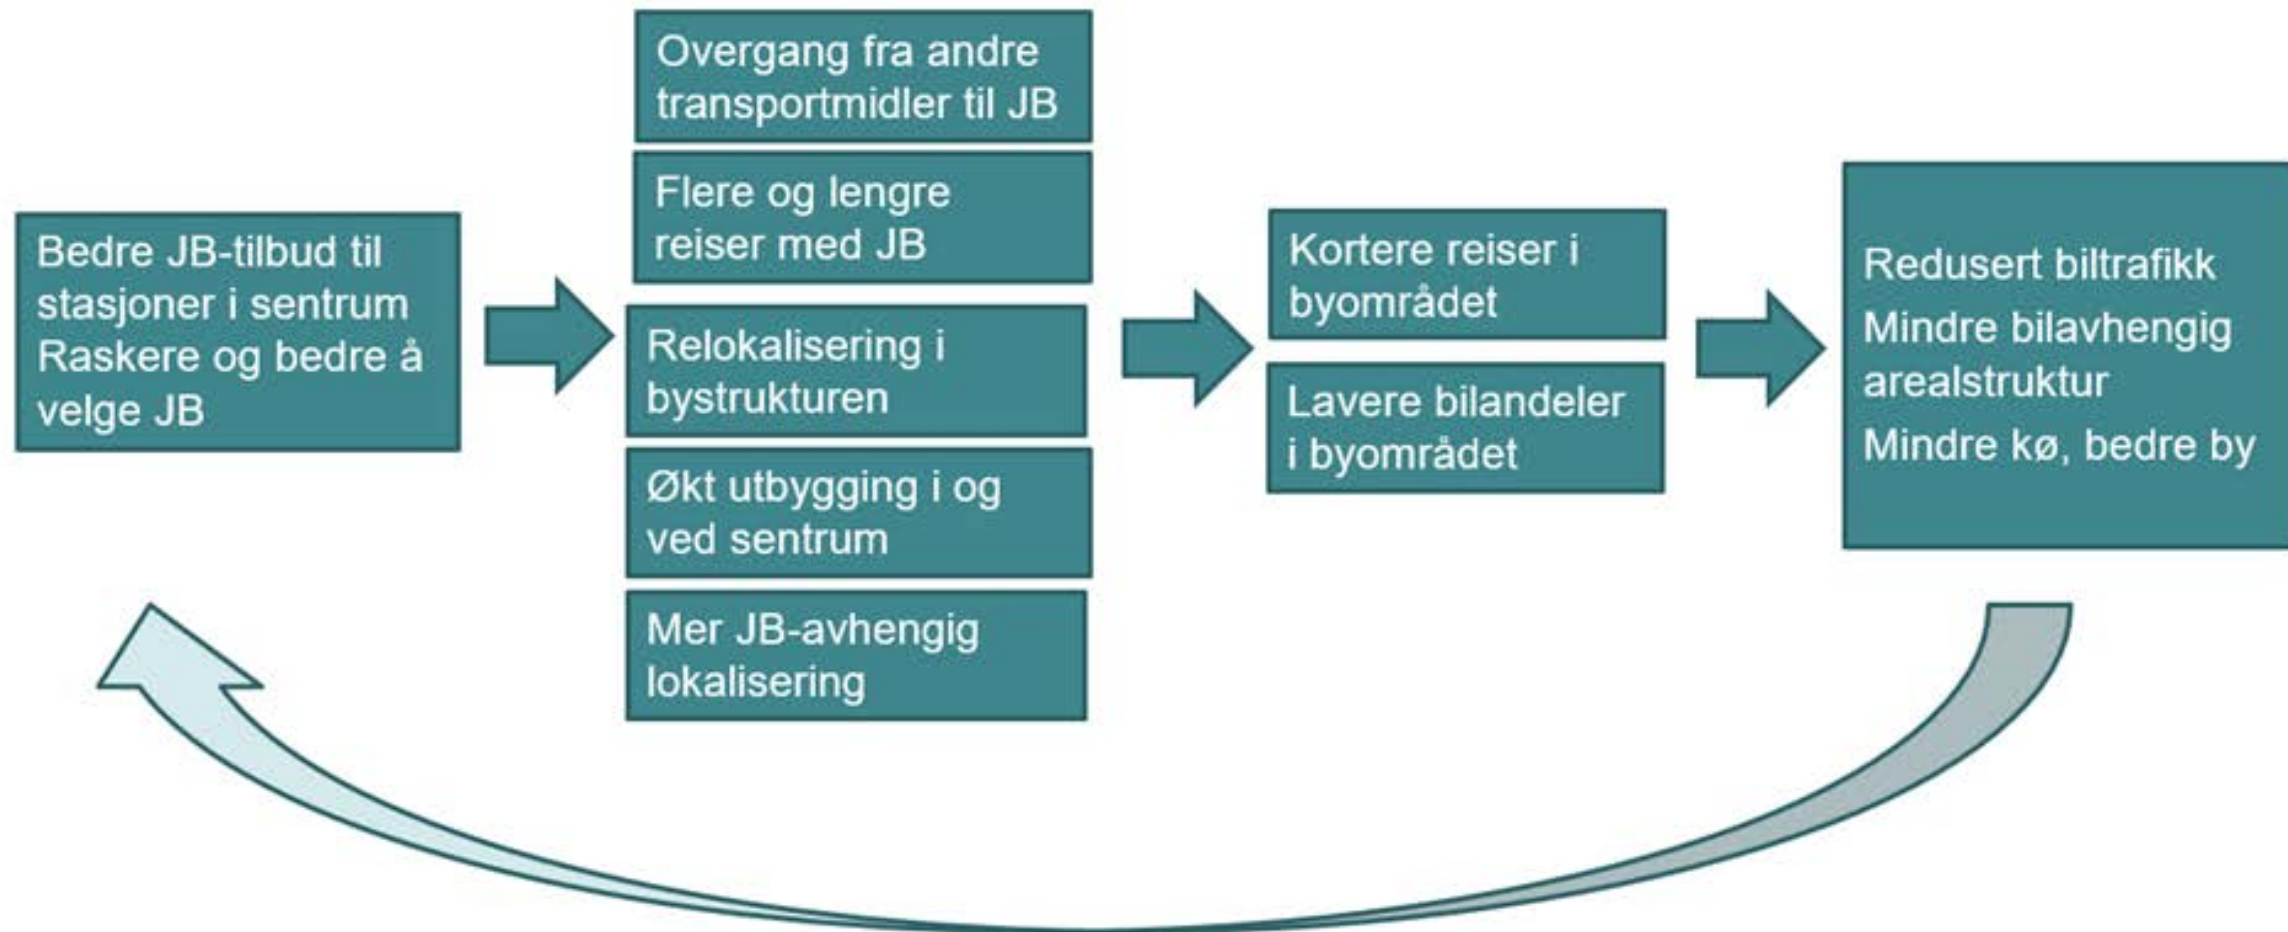 Bedre JB-tilbud til
stasjoner i sentrum
Raskere og bedre å
velge JB
Overgang fra andre
transportmidler til JB
Flere og lengre
reiser med JB
Relokalisering i
bystrukturen
Økt utbygging i og
ved sentrum
Mer JB-avhengig
lokalisering
Kortere reiser i
byområdet
Lavere bilandeler
i byområdet
Redusert biltrafikk
Mindre bilavhengig
arealstruktur
Mindre kø, bedre by